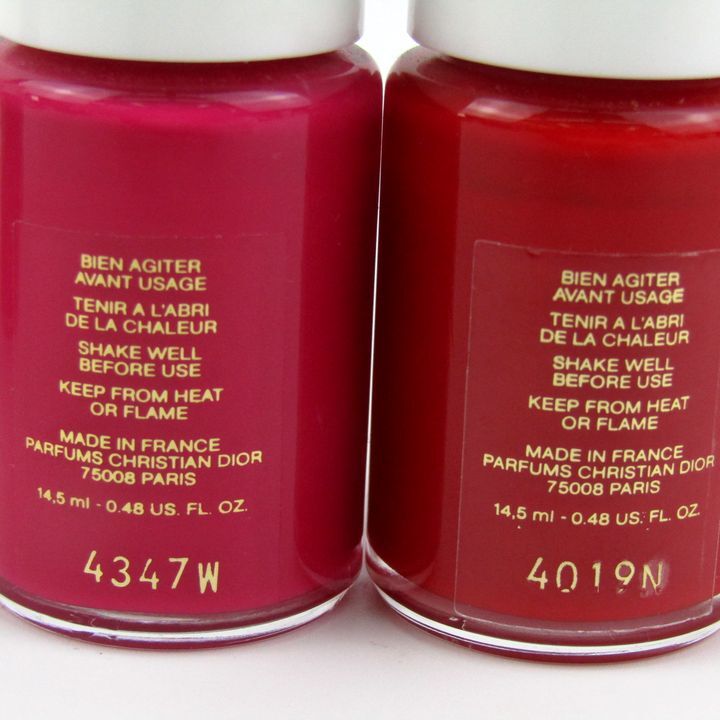 BIEN AGITER
AVANT USAGE
TENIR A L'ABRI
DE LA CHALEUR
SHAKE WELL
BEFORE USE
KEEP FROM HEAT
OR FLAME
MADE IN FRANCE
PARFUMS CHRISTIAN DIOR
75008 PARIS
14,5 ml - 0.48 US. FL. OZ.
4347W
BIEN AGITER
AVANT USAGE
TENIR A L'ABRI
DE LA CHALEUR
SHAKE WELL
BEFORE USE
KEEP FROM HEAT
OR FLAME
MADE IN FRANCE
PARFUMS CHRISTIAN DIOR
75008 PARIS
14,5 ml - 0.48 US. FL. OZ.
4019N